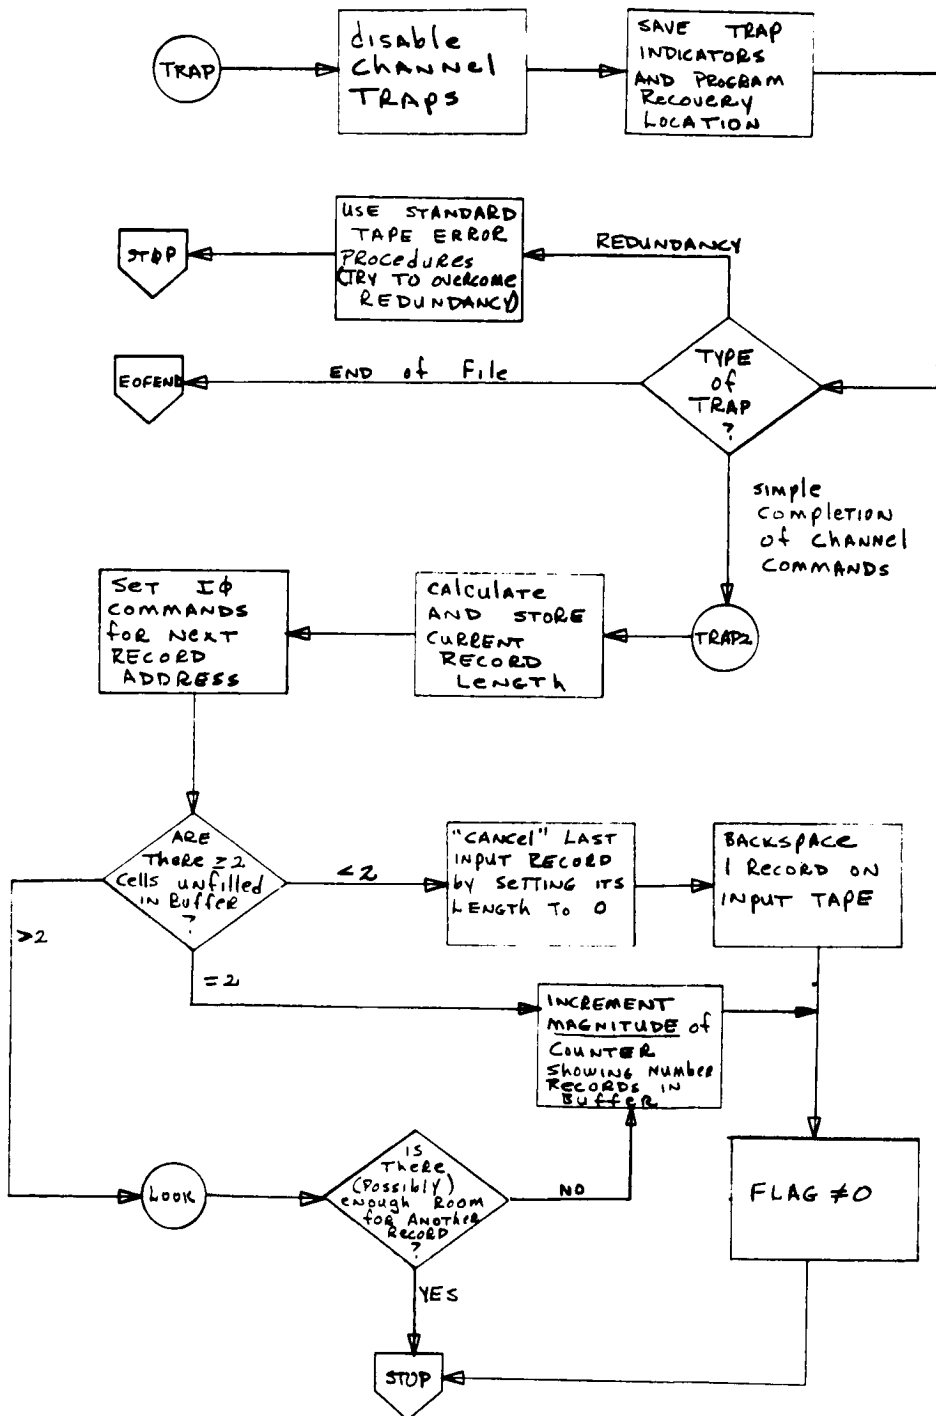 TRAP
disable
CHANNEL
TRAPS
SAVE TRAP
INDICATORS
AND PROGRAM
RECOVERY
LOCATION
USE STANDARD
TAPE ERROR
PROCEDURES
(TRY TO OVERCOME
REDUNDANCY)
STØP
REDUNDANCY
EOFEND
END of File
TYPE
of
TRAP
?
SIMPLE
COMPLETION
of CHANNEL
COMMANDS
SET IØ
COMMANDS
for NEXT
RECORD
ADDRESS
CALCULATE
AND STORE
CURRENT
RECORD
LENGTH
TRAP2
ARE
THERE ≥2
CELLS UNFILLED
IN BUFFER
?
<2
"CANCEL" LAST
INPUT RECORD
by SETTING ITS
LENGTH TO 0
BACKSPACE
1 RECORD ON
INPUT TAPE
>2
=2
INCREMENT
MAGNITUDE of
COUNTER
SHOWING NUMBER
RECORDS IN
BUFFER
LOOK
IS
THERE
(POSSIBLY)
ENOUGH ROOM
FOR ANOTHER
RECORD
?
NO
YES
FLAG ≠0
STOP